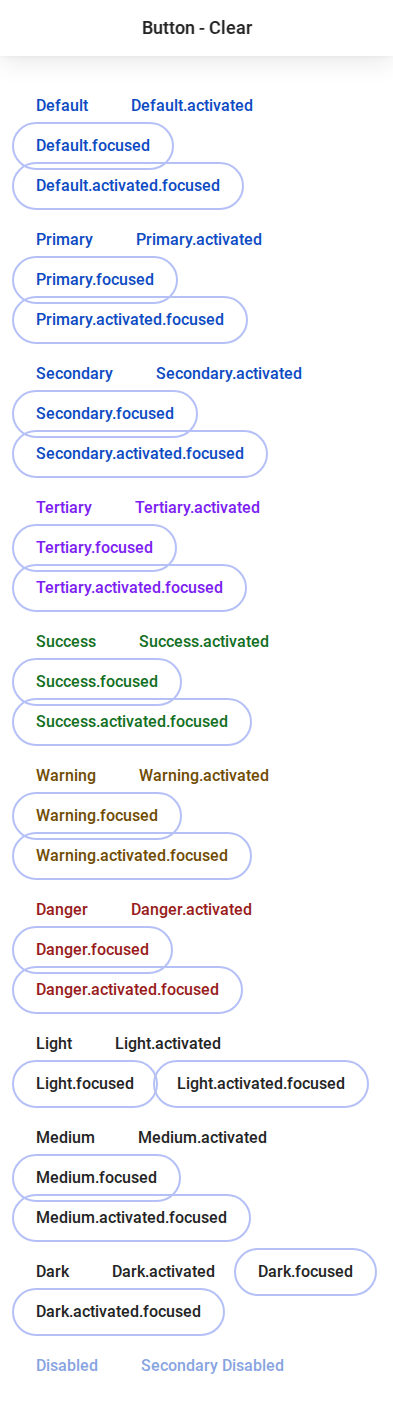 Button - Clear
Default Default.activated
Default.focused
Default.activated.focused
Primary Primary.activated
Primary.focused
Primary.activated.focused
Secondary Secondary.activated
Secondary.focused
Secondary.activated.focused
Tertiary Tertiary.activated
Tertiary.focused
Tertiary.activated.focused
Success Success.activated
Success.focused
Success.activated.focused
Warning Warning.activated
Warning.focused
Warning.activated.focused
Danger Danger.activated
Danger.focused
Danger.activated.focused
Light Light.activated
Light.focused Light.activated.focused
Medium Medium.activated
Medium.focused
Medium.activated.focused
Dark Dark.activated Dark.focused
Dark.activated.focused
Disabled Secondary Disabled